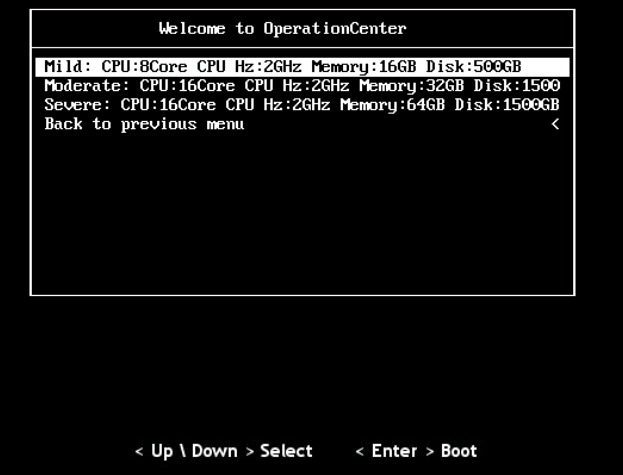 Welcome to OperationCenter
Mild: CPU:8Core CPU Hz:2GHz Memory:16GB Disk:500GB
Moderate: CPU:16Core CPU Hz:2GHz Memory:32GB Disk:1500
Severe: CPU:16Core CPU Hz:2GHz Memory:64GB Disk:1500GB
Back to previous menu <
< Up \ Down > Select < Enter > Boot